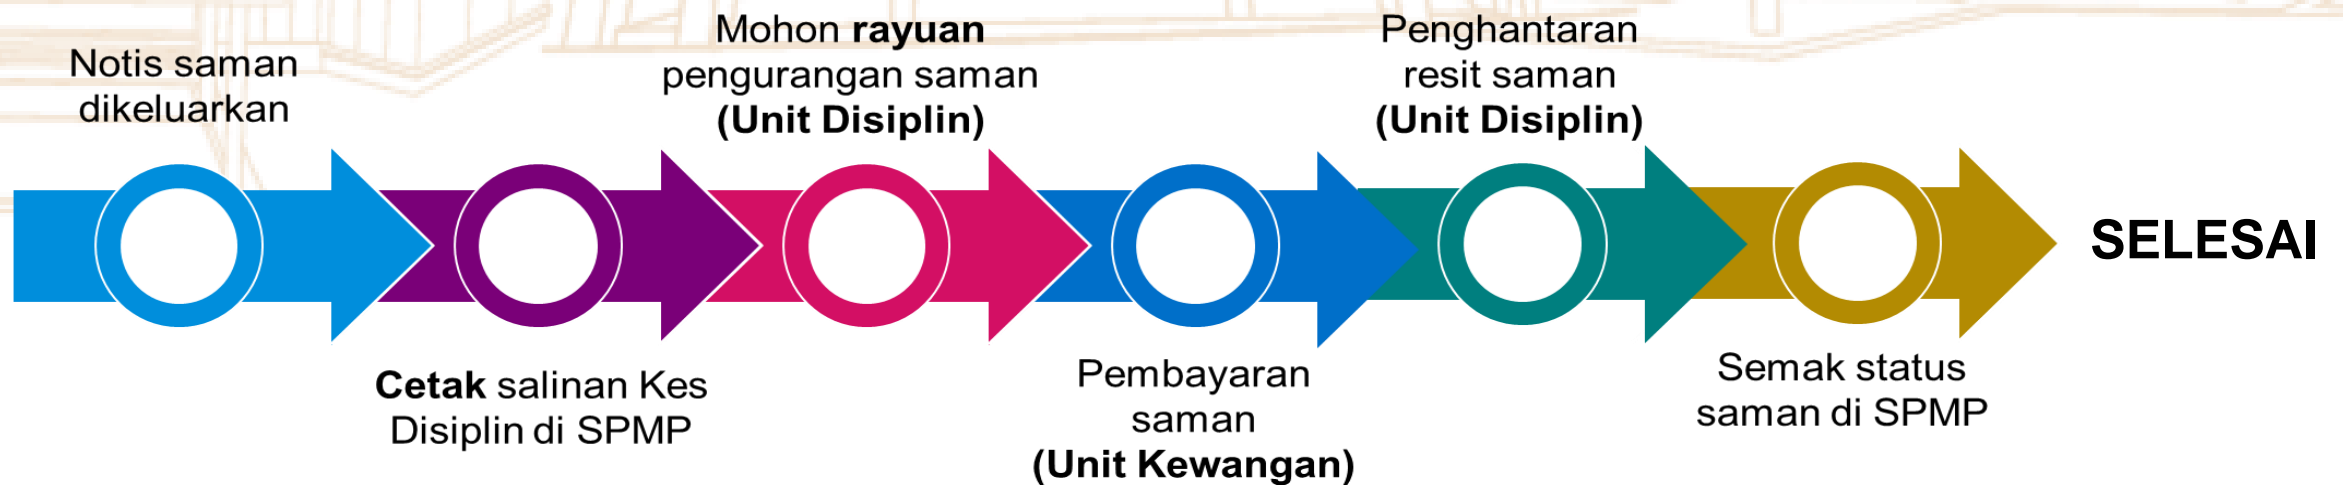 Notis saman
dikeluarkan
Cetak salinan Kes
Disiplin di SPMP
Mohon rayuan
pengurangan saman
(Unit Disiplin)
Pembayaran
saman
(Unit Kewangan)
Penghantaran
resit saman
(Unit Disiplin)
Semak status
saman di SPMP
SELESAI